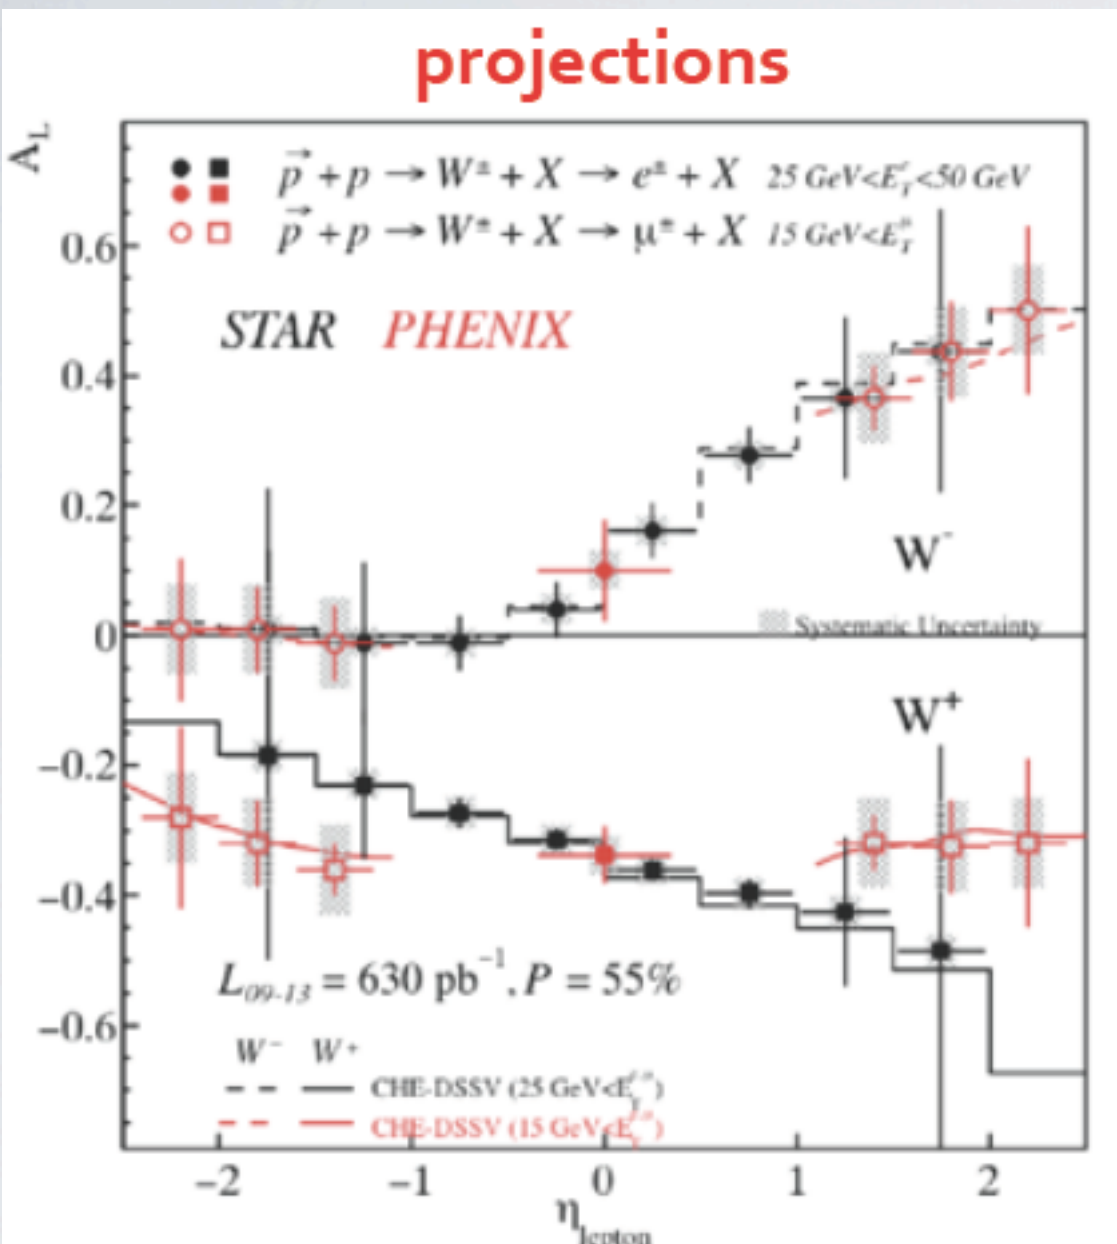 projections
A_L
p⃗ + p → W± + X → e± + X 25 GeV<E_T^e<50 GeV
p⃗ + p → W± + X → μ± + X 15 GeV<E_T^μ
0.6
STAR PHENIX
0.4
0.2
W⁻
Systematic Uncertainty
0
W⁺
−0.2
−0.4
L_09-13 = 630 pb⁻¹, P = 55%
−0.6
W⁻ W⁺
CHE-DSSV (25 GeV<E_T)
CHE-DSSV (15 GeV<E_T)
−2 −1 0 1 2
η_lepton